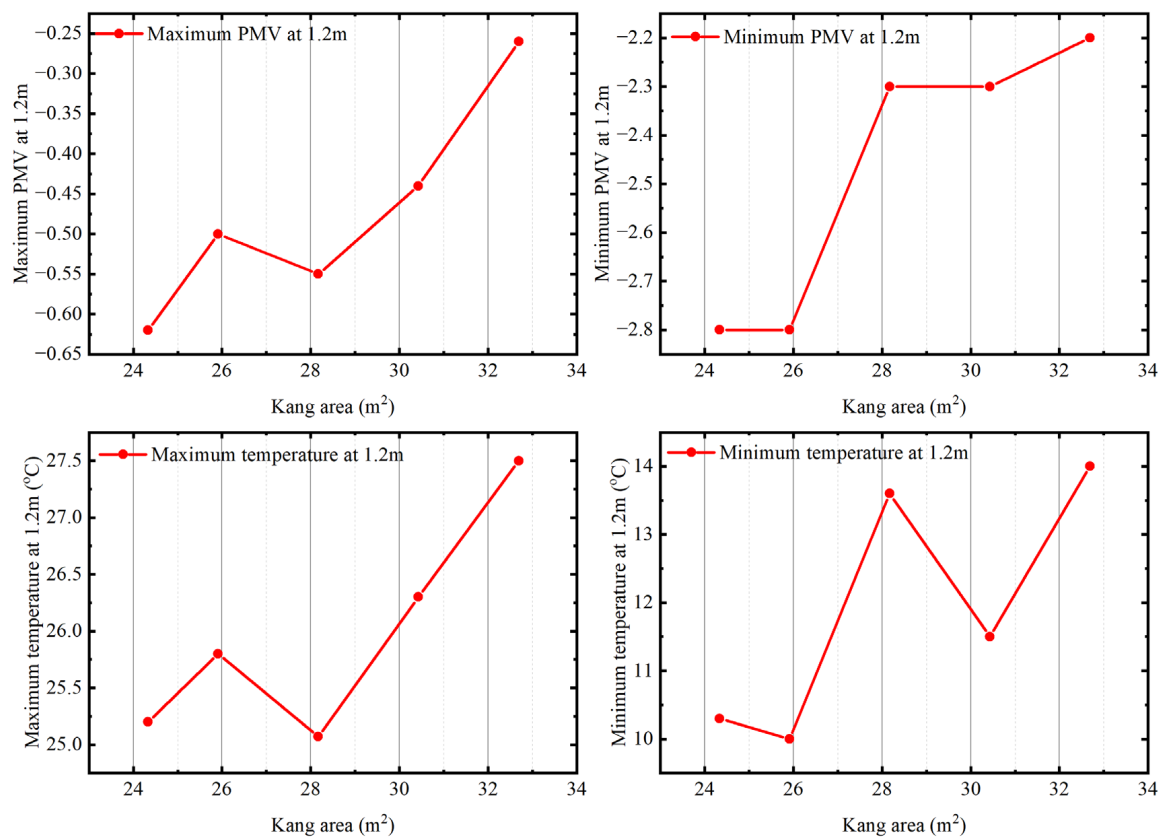 Maximum PMV at 1.2m
−0.25
−0.30
−0.35
−0.40
−0.45
−0.50
−0.55
−0.60
−0.65
Maximum PMV at 1.2m
24 26 28 30 32 34
Kang area (m²)
Minimum PMV at 1.2m
−2.2
−2.3
−2.4
−2.5
−2.6
−2.7
−2.8
Minimum PMV at 1.2m
24 26 28 30 32 34
Kang area (m²)
Maximum temperature at 1.2m
27.5
27.0
26.5
26.0
25.5
25.0
Maximum temperature at 1.2m (°C)
24 26 28 30 32 34
Kang area (m²)
Minimum temperature at 1.2m
14
13
12
11
10
Minimum temperature at 1.2m (°C)
24 26 28 30 32 34
Kang area (m²)